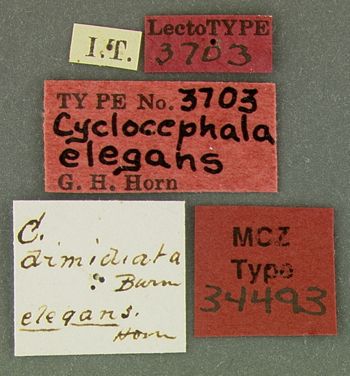 I.T.
LectoTYPE
3703
TYPE No. 3703
Cyclocephala
elegans
G. H. Horn
C.
dimidiata
Burm
elegans.
Horn
MCZ
Type
34493